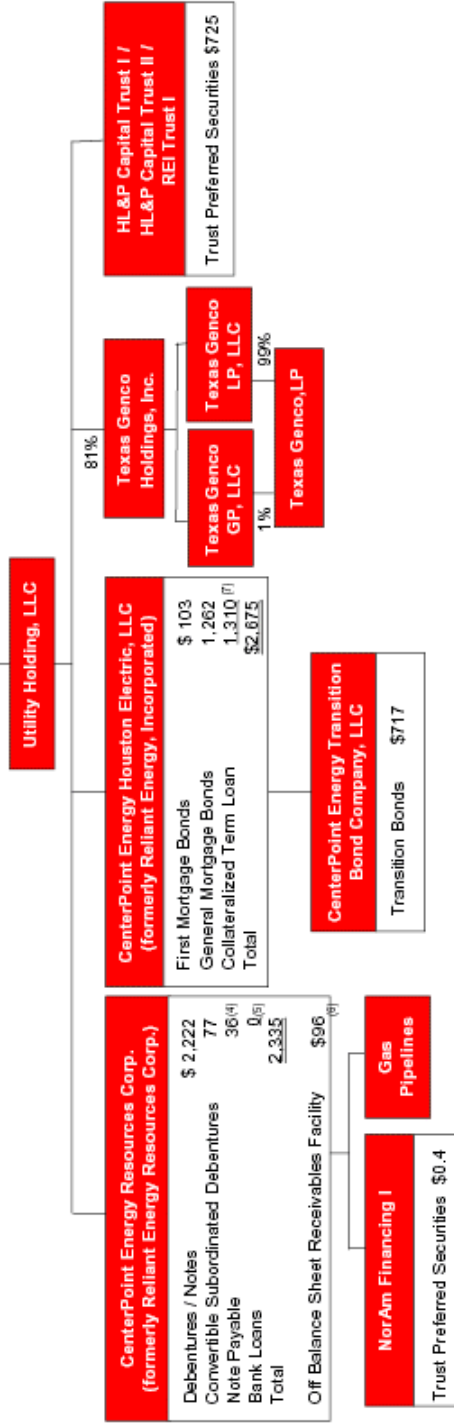 Utility Holding, LLC
CenterPoint Energy Resources Corp.
(formerly Reliant Energy Resources Corp.)
Debentures / Notes $ 2,222
Convertible Subordinated Debentures 77
Note Payable 36(4)
Bank Loans 0(5)
Total 2,335
Off Balance Sheet Receivables Facility $96(6)
NorAm Financing I
Trust Preferred Securities $0.4
Gas
Pipelines
CenterPoint Energy Houston Electric, LLC
(formerly Reliant Energy, Incorporated)
First Mortgage Bonds $ 103
General Mortgage Bonds 1,262
Collateralized Term Loan 1,310(7)
Total $2,675
CenterPoint Energy Transition
Bond Company, LLC
Transition Bonds $717
81%
Texas Genco
Holdings, Inc.
Texas Genco
GP, LLC
Texas Genco
LP, LLC
1%
99%
Texas Genco,LP
HL&P Capital Trust I /
HL&P Capital Trust II /
REI Trust I
Trust Preferred Securities $725